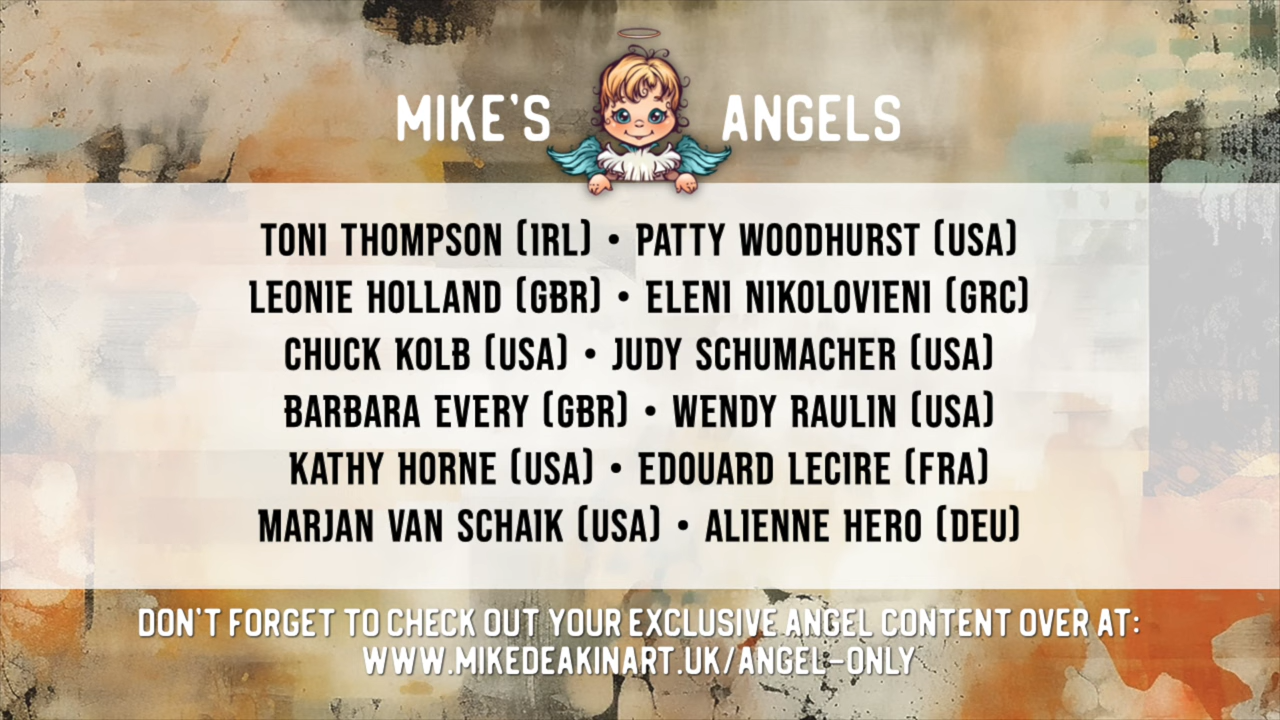 MIKE'S ANGELS
TONI THOMPSON (IRL) • PATTY WOODHURST (USA)
LEONIE HOLLAND (GBR) • ELENI NIKOLOVIENI (GRC)
CHUCK KOLB (USA) • JUDY SCHUMACHER (USA)
BARBARA EVERY (GBR) • WENDY RAULIN (USA)
KATHY HORNE (USA) • EDOUARD LECIRE (FRA)
MARJAN VAN SCHAIK (USA) • ALIENNE HERO (DEU)
DON'T FORGET TO CHECK OUT YOUR EXCLUSIVE ANGEL CONTENT OVER AT:
WWW.MIKEDEAKINART.UK/ANGEL-ONLY